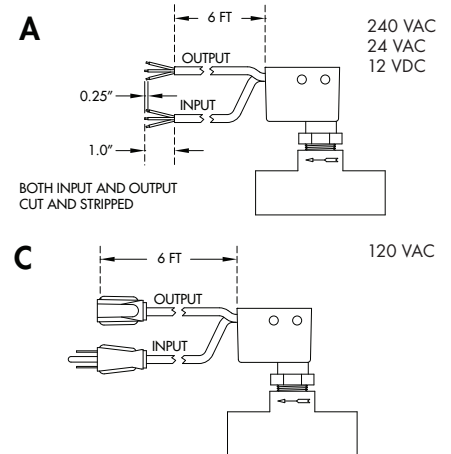 A
6 FT
240 VAC
24 VAC
12 VDC
OUTPUT
0.25"
INPUT
1.0"
BOTH INPUT AND OUTPUT
CUT AND STRIPPED
C
6 FT
120 VAC
OUTPUT
INPUT